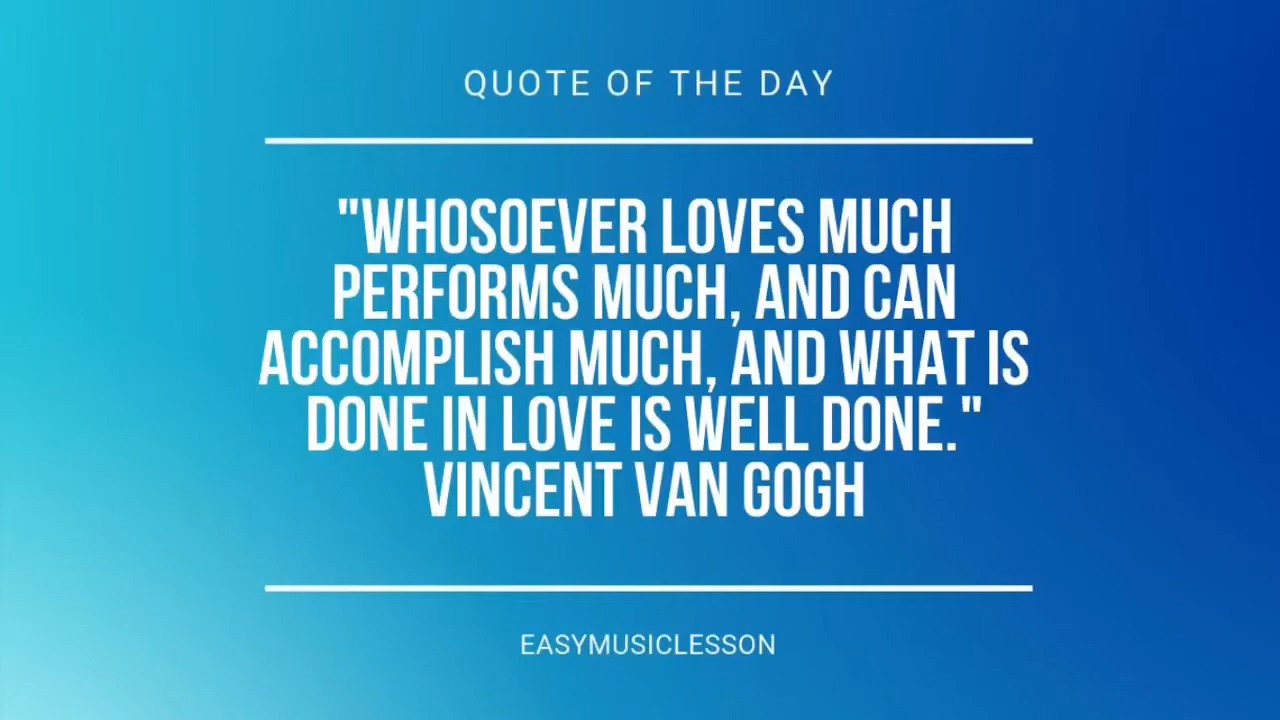 QUOTE OF THE DAY
"WHOSOEVER LOVES MUCH
PERFORMS MUCH, AND CAN
ACCOMPLISH MUCH, AND WHAT IS
DONE IN LOVE IS WELL DONE."
VINCENT VAN GOGH
EASYMUSICLESSON